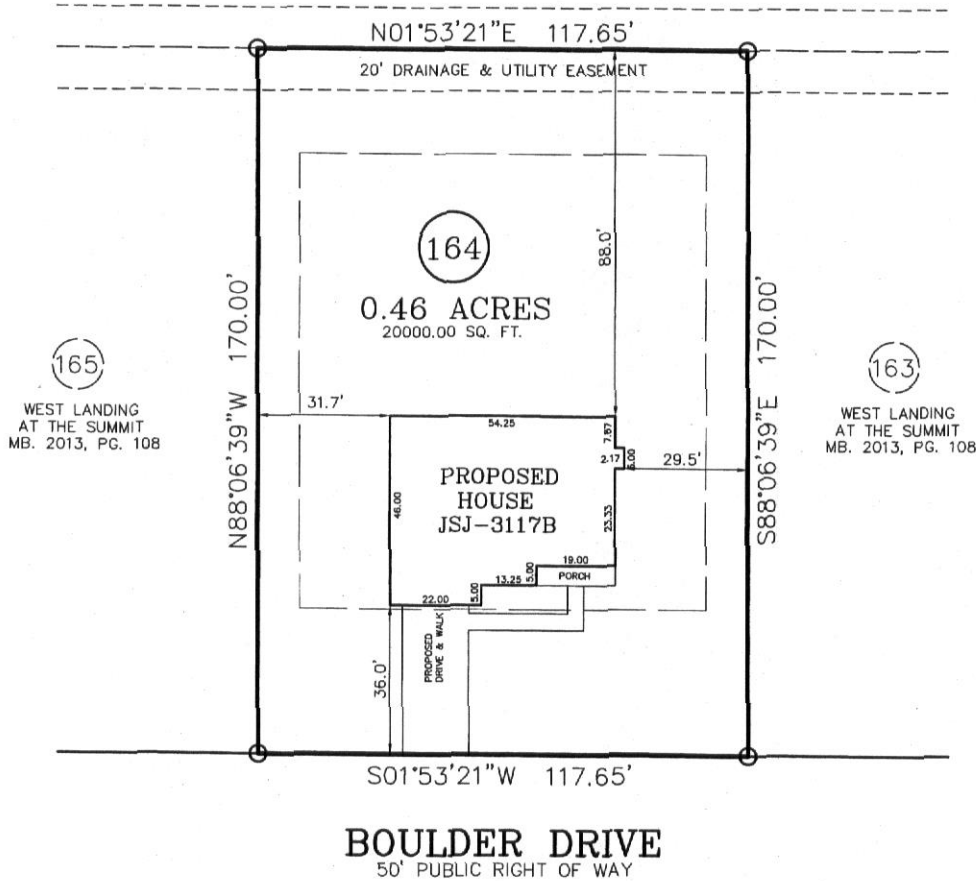 N01°53'21"E 117.65'
20' DRAINAGE & UTILITY EASEMENT
164
0.46 ACRES
20000.00 SQ. FT.
88.0'
N88°06'39"W 170.00'
S88°06'39"E 170.00'
165
WEST LANDING
AT THE SUMMIT
MB. 2013, PG. 108
163
WEST LANDING
AT THE SUMMIT
MB. 2013, PG. 108
31.7'
54.25
7.67
2.17
6.00
29.5'
46.00
PROPOSED
HOUSE
JSJ-3117B
23.33
19.00
5.00
PORCH
13.25
5.00
22.00
PROPOSED
DRIVE & WALK
36.0'
S01°53'21"W 117.65'
BOULDER DRIVE
50' PUBLIC RIGHT OF WAY